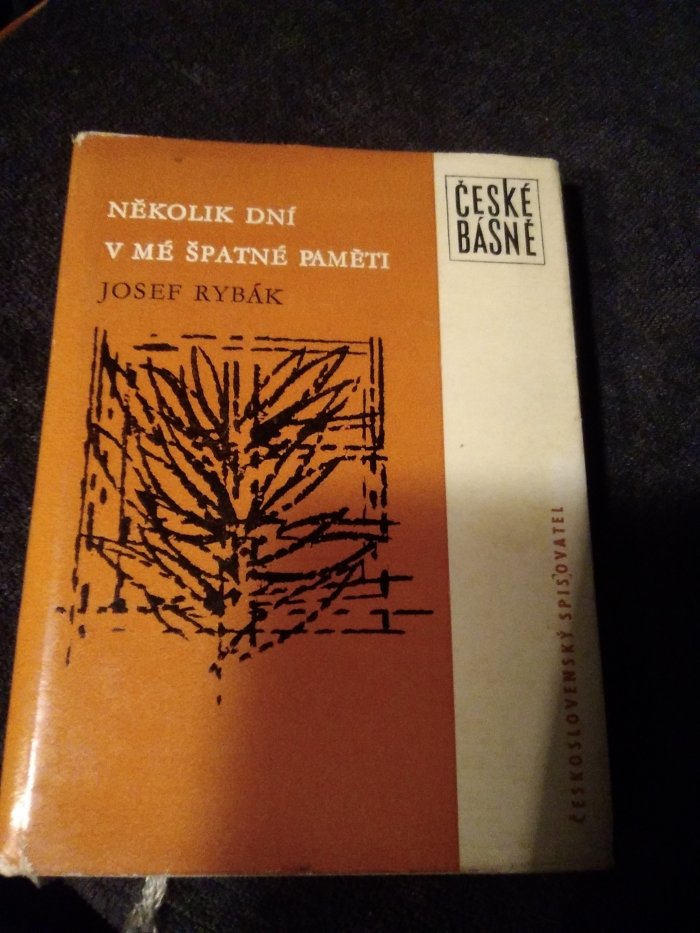 NĚKOLIK DNÍ
V MÉ ŠPATNÉ PAMĚTI
JOSEF RYBÁK
ČESKÉ
BÁSNĚ
ČESKOSLOVENSKÝ SPISOVATEL